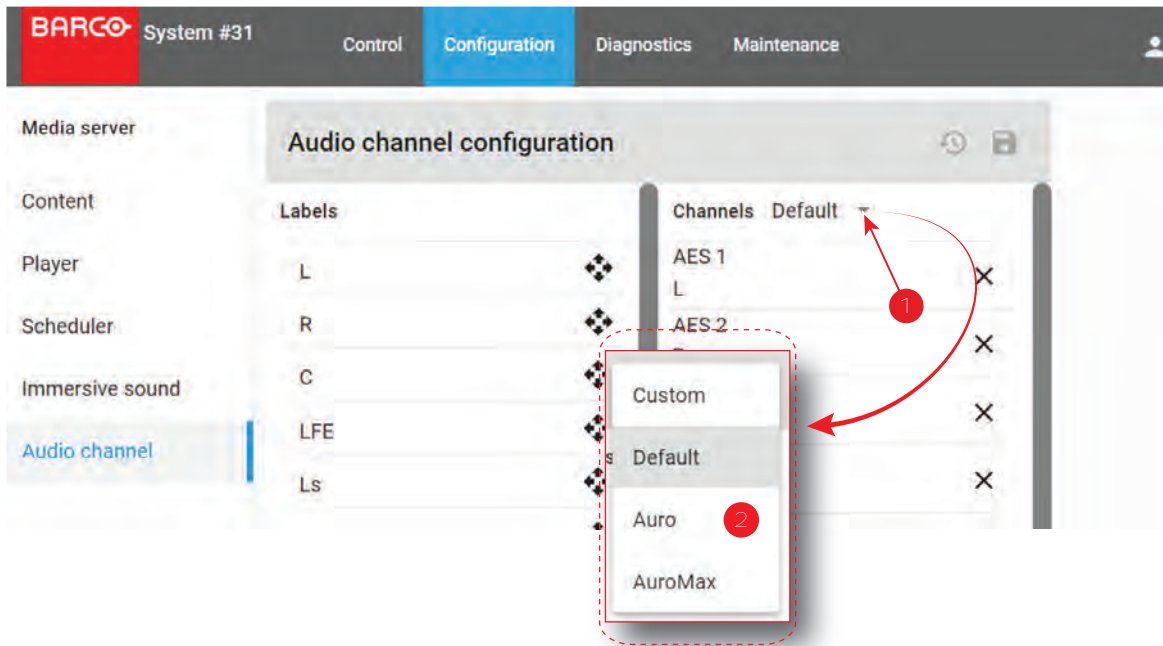 BARCO System #31 Control Configuration Diagnostics Maintenance
Media server
Content
Player
Scheduler
Immersive sound
Audio channel
Audio channel configuration
Labels
L
R
C
LFE
Ls
Channels Default
AES 1
L
AES 2
1
Custom
Default
Auro 2
AuroMax